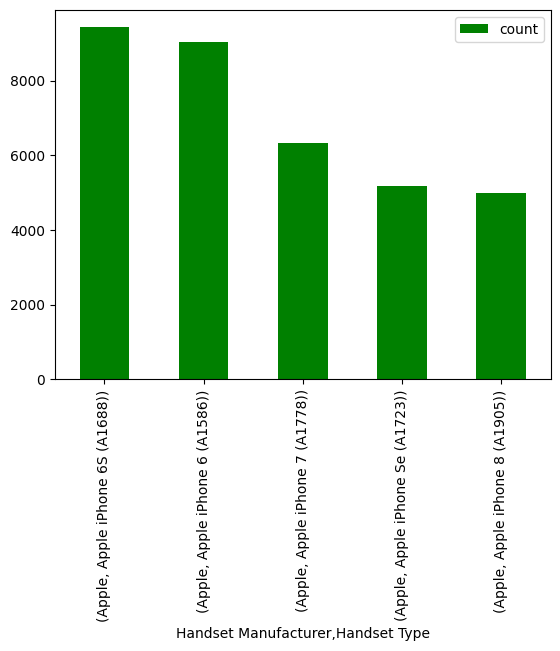 count
8000
6000
4000
2000
0
(Apple, Apple iPhone 6S (A1688))
(Apple, Apple iPhone 6 (A1586))
(Apple, Apple iPhone 7 (A1778))
(Apple, Apple iPhone Se (A1723))
(Apple, Apple iPhone 8 (A1905))
Handset Manufacturer,Handset Type